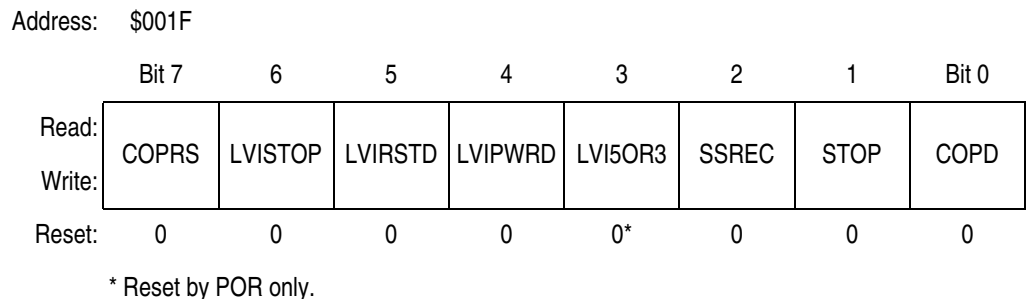 Address: $001F
Bit 7 6 5 4 3 2 1 Bit 0
Read:
COPRS LVISTOP LVIRSTD LVIPWRD LVI5OR3 SSREC STOP COPD
Write:
Reset: 0 0 0 0 0* 0 0 0
* Reset by POR only.